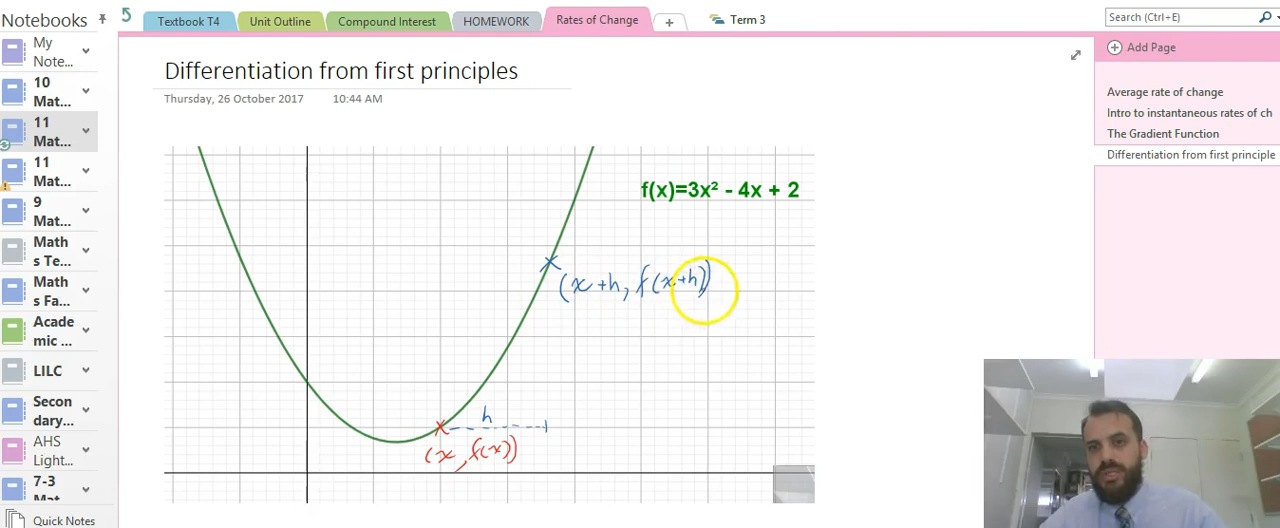 Notebooks
Textbook T4
Unit Outline
Compound Interest
HOMEWORK
Rates of Change
+
Term 3
Search (Ctrl+E)
My
Note...
10
Mat...
11
Mat...
11
Mat...
9
Mat...
Math
s Te...
Math
s Fa...
Acade
mic ...
LILC
Secon
dary...
AHS
Light...
7-3
Mat
Quick Notes
Differentiation from first principles
Thursday, 26 October 2017 10:44 AM
f(x)=3x² - 4x + 2
(x+h, f(x+h))
h
(x, f(x))
Add Page
Average rate of change
Intro to instantaneous rates of ch
The Gradient Function
Differentiation from first principle